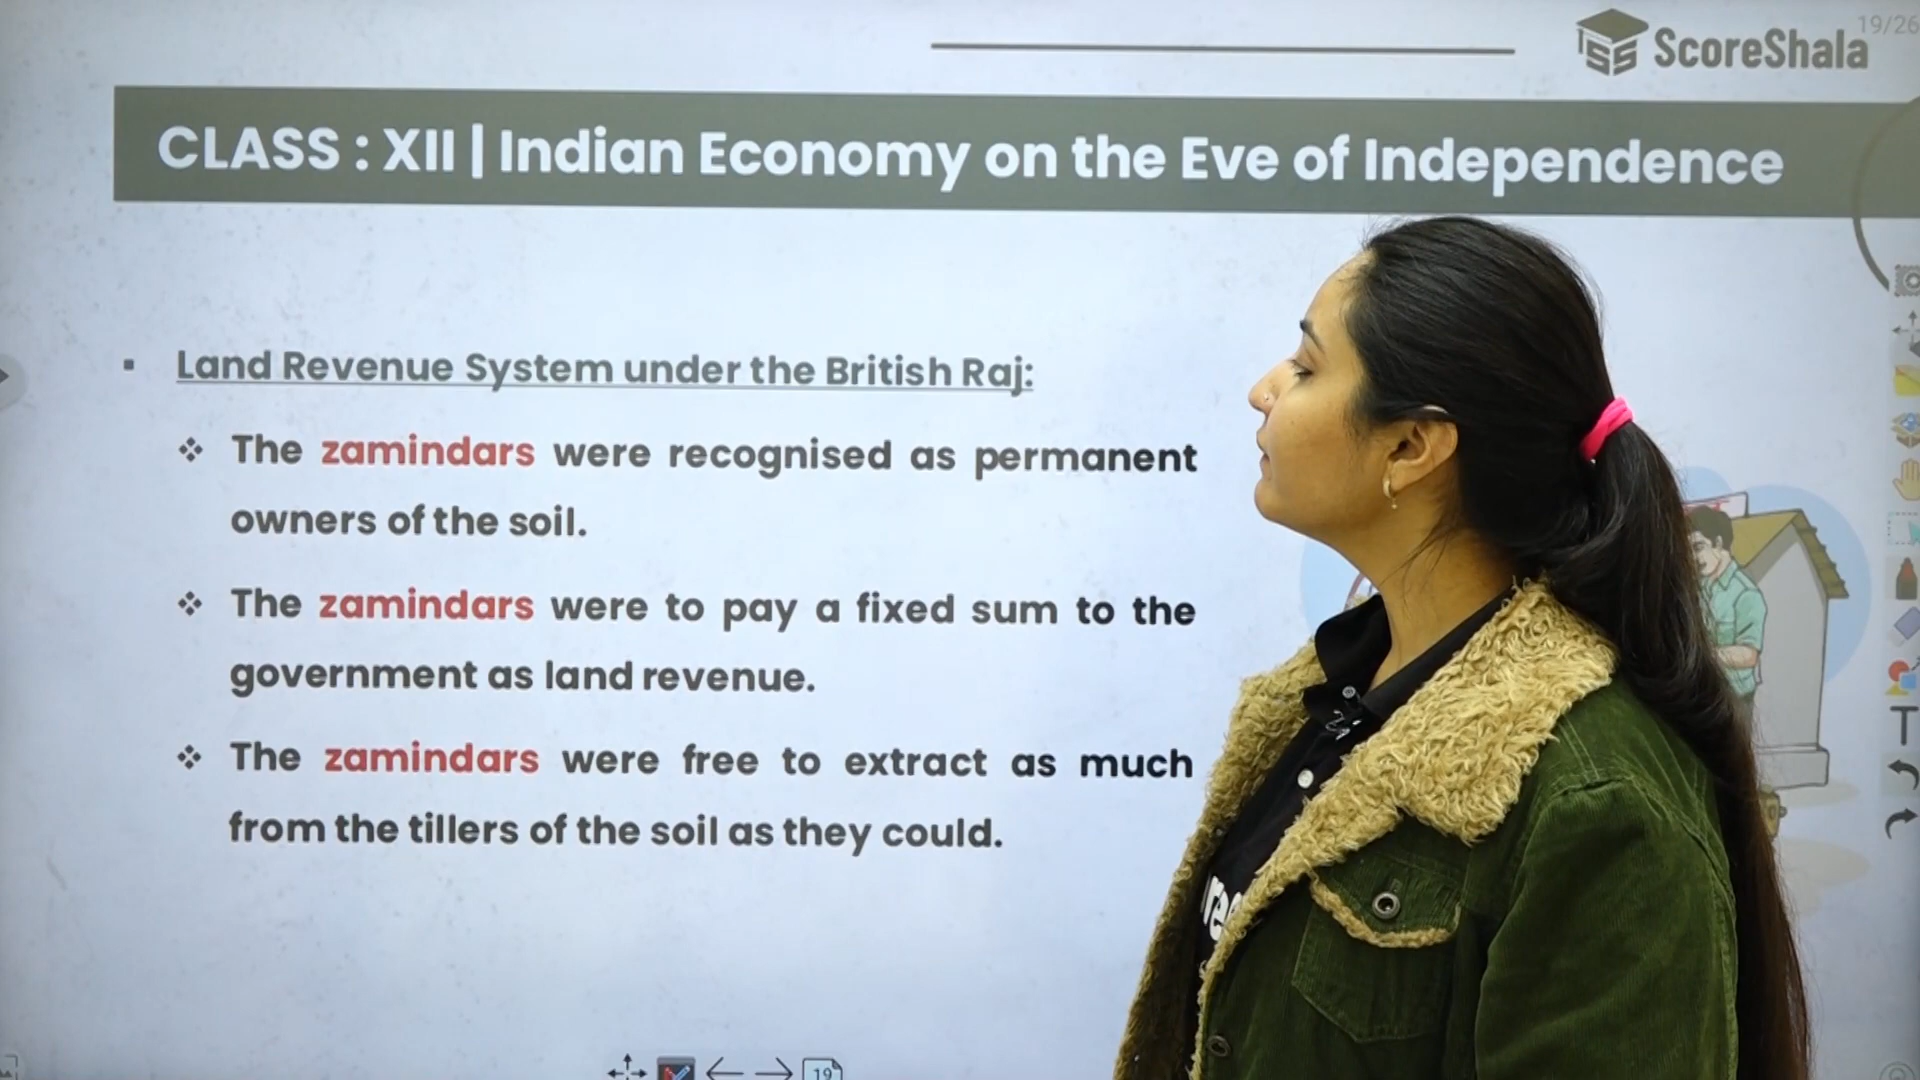 19/26
ScoreShala
CLASS : XII | Indian Economy on the Eve of Independence
▪ Land Revenue System under the British Raj:
❖ The zamindars were recognised as permanent
owners of the soil.
❖ The zamindars were to pay a fixed sum to the
government as land revenue.
❖ The zamindars were free to extract as much
from the tillers of the soil as they could.
T
19